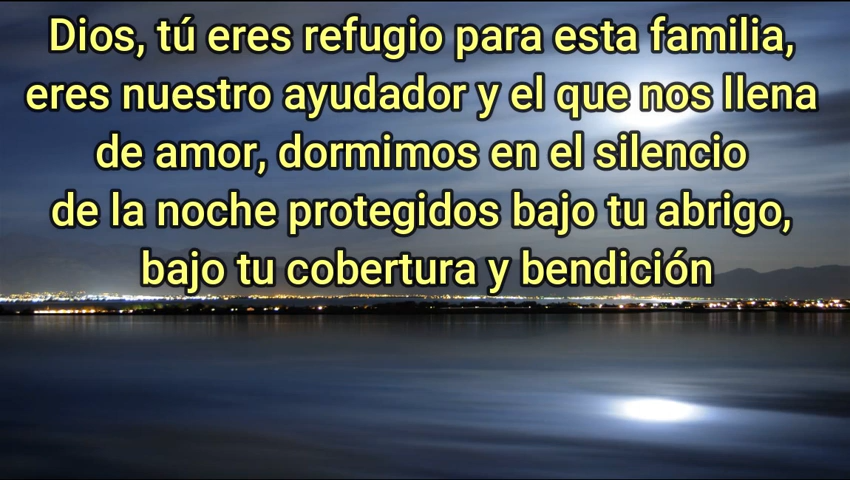 Dios, tú eres refugio para esta familia,
eres nuestro ayudador y el que nos llena
de amor, dormimos en el silencio
de la noche protegidos bajo tu abrigo,
bajo tu cobertura y bendición